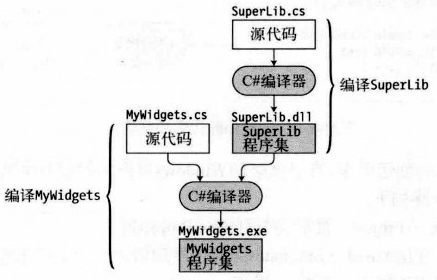 SuperLib.cs
源代码
C#编译器
编译SuperLib
MyWidgets.cs
SuperLib.dll
源代码
SuperLib
程序集
编译MyWidgets
C#编译器
MyWidgets.exe
MyWidgets
程序集